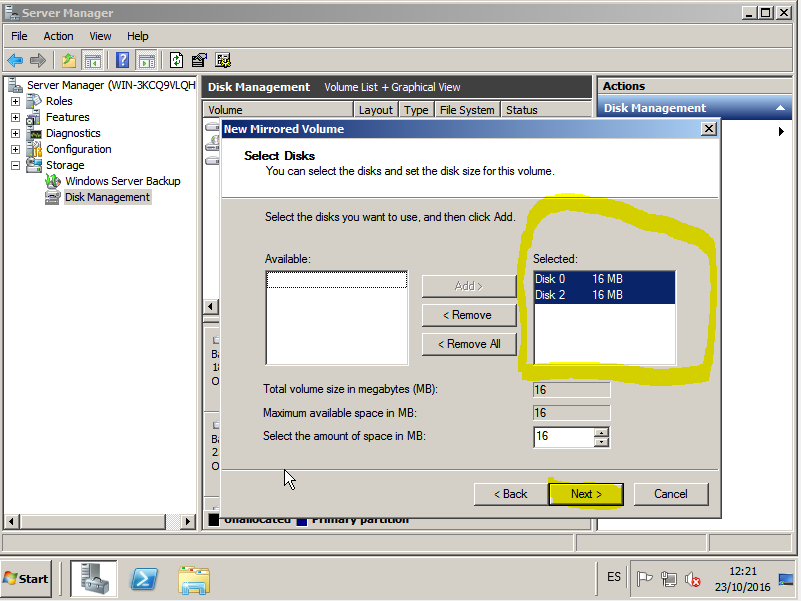 Server Manager
File Action View Help
Server Manager (WIN-3KCQ9VLQH
Roles
Features
Diagnostics
Configuration
Storage
Windows Server Backup
Disk Management
Disk Management Volume List + Graphical View
Volume Layout Type File System Status
Actions
Disk Management
New Mirrored Volume
Select Disks
You can select the disks and set the disk size for this volume.
Select the disks you want to use, and then click Add.
Available:
Selected:
Disk 0 16 MB
Disk 2 16 MB
Add >
< Remove
< Remove All
Total volume size in megabytes (MB): 16
Maximum available space in MB: 16
Select the amount of space in MB: 16
< Back Next > Cancel
Ba
18
O
Ba
2
O
Unallocated Primary partition
Start
ES
12:21
23/10/2016